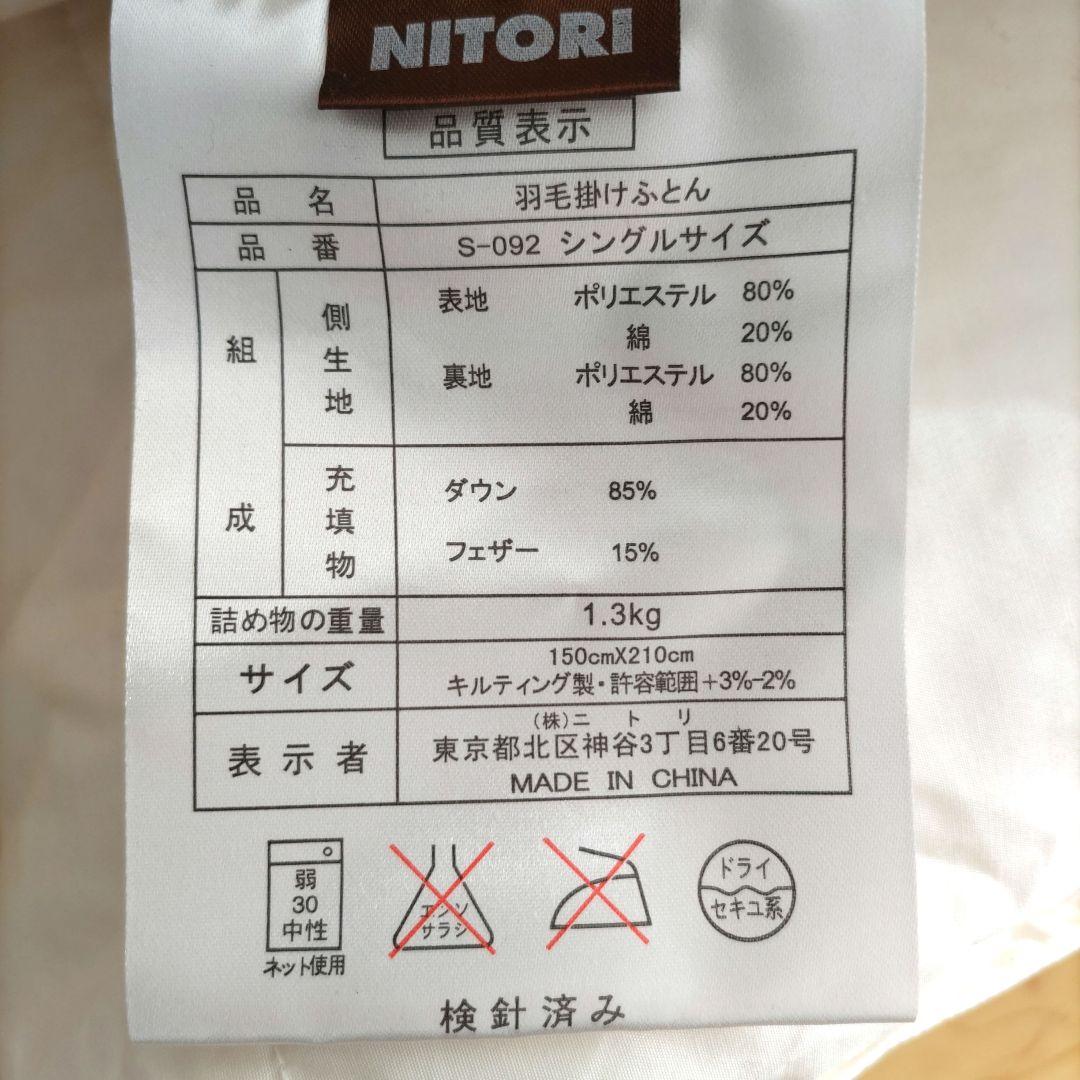 NITORI
品質表示
品 名 羽毛掛けふとん
品 番 S-092 シングルサイズ
組成 側生地 表地 ポリエステル 80%
綿 20%
裏地 ポリエステル 80%
綿 20%
充填物 ダウン 85%
フェザー 15%
詰め物の重量 1.3kg
サイズ 150cmX210cm
キルティング製・許容範囲+3%-2%
表示者 (株)ニトリ
東京都北区神谷3丁目6番20号
MADE IN CHINA
弱
30
中性
ネット使用
エンソ
サラシ
ドライ
セキユ系
検針済み